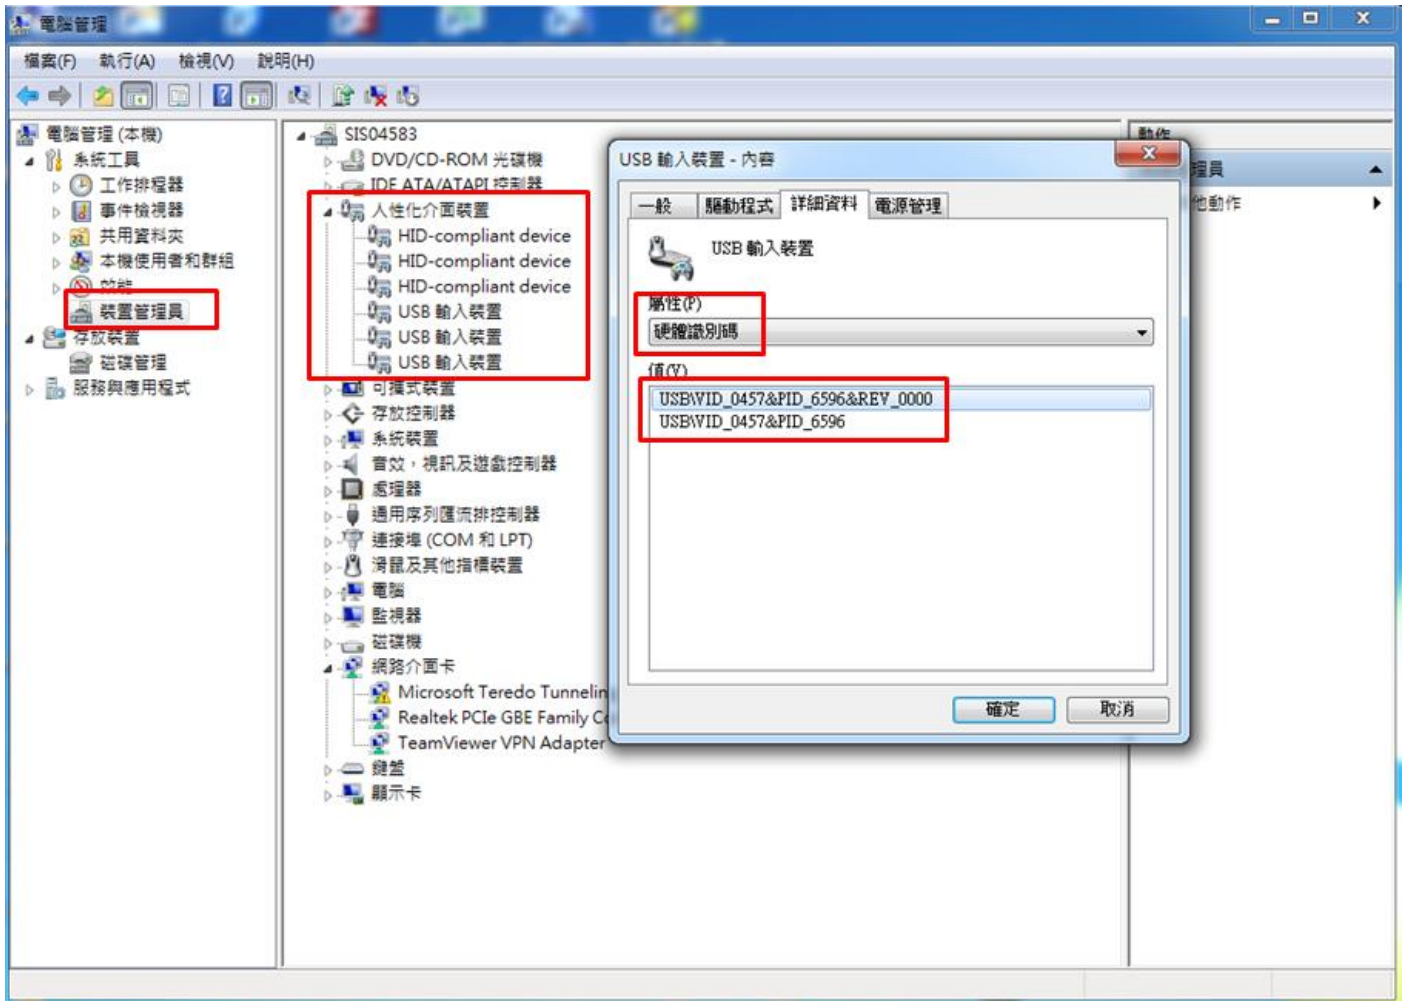 電腦管理
檔案(F) 執行(A) 檢視(V) 說明(H)
電腦管理 (本機)
系統工具
工作排程器
事件檢視器
共用資料夾
本機使用者和群組
效能
裝置管理員
存放裝置
磁碟管理
服務與應用程式
SIS04583
DVD/CD-ROM 光碟機
IDE ATA/ATAPI 控制器
人性化介面裝置
HID-compliant device
HID-compliant device
HID-compliant device
USB 輸入裝置
USB 輸入裝置
USB 輸入裝置
可攜式裝置
存放控制器
系統裝置
音效，視訊及遊戲控制器
處理器
通用序列匯流排控制器
連接埠 (COM 和 LPT)
滑鼠及其他指標裝置
電腦
監視器
磁碟機
網路介面卡
Microsoft Teredo Tunnelin
Realtek PCIe GBE Family Co
TeamViewer VPN Adapter
鍵盤
顯示卡
USB 輸入裝置 - 內容
一般 驅動程式 詳細資料 電源管理
USB 輸入裝置
屬性(P)
硬體識別碼
值(V)
USB\VID_0457&PID_6596&REV_0000
USB\VID_0457&PID_6596
確定 取消
動作
理員
他動作